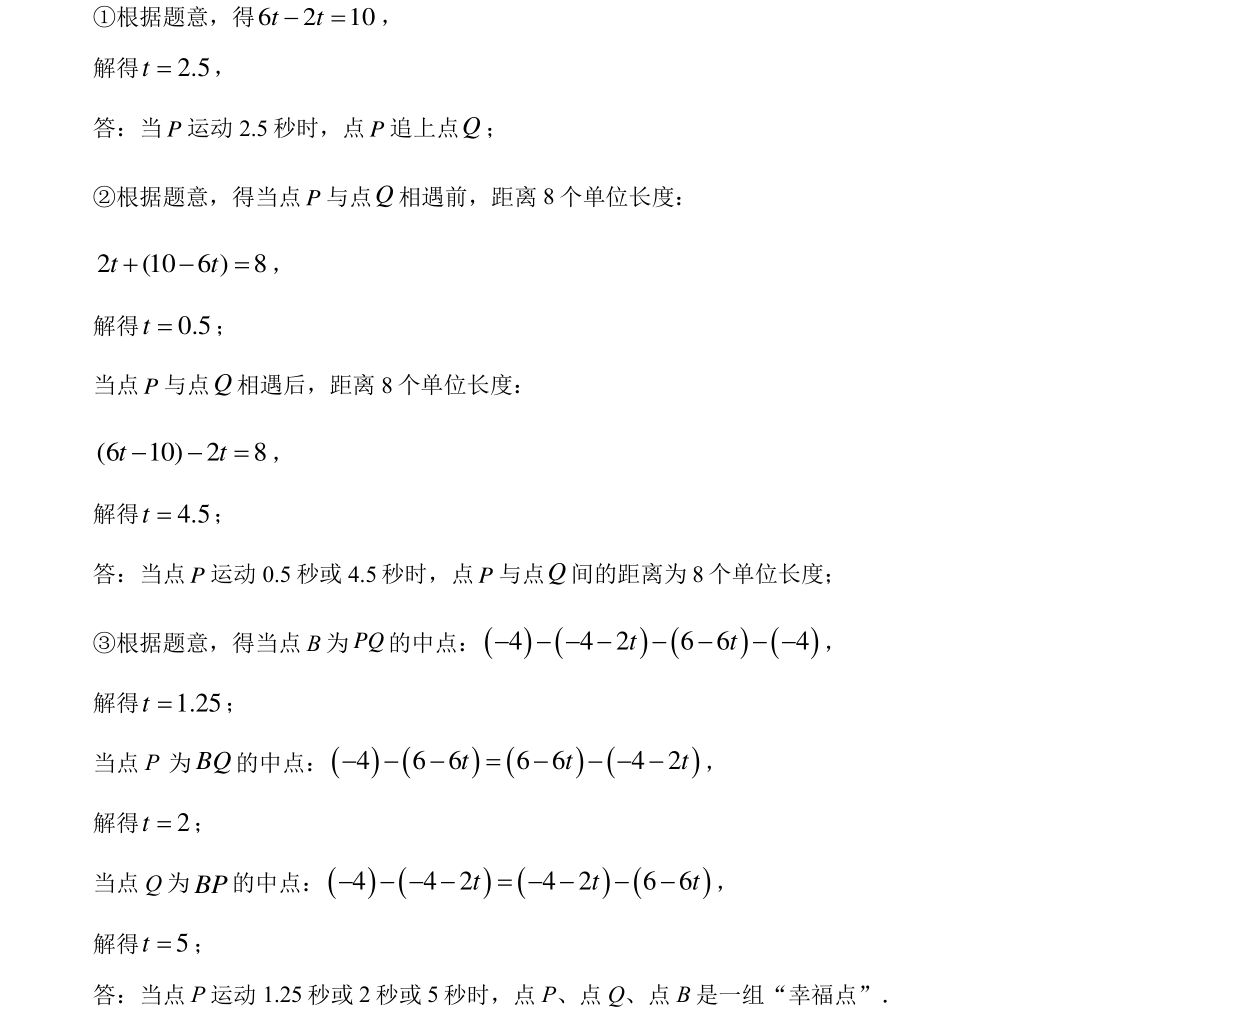 ①根据题意，得6t－2t＝10，
解得t＝2.5，
答：当P运动2.5秒时，点P追上点Q；
②根据题意，得当点P与点Q相遇前，距离8个单位长度：
2t＋(10－6t)＝8，
解得t＝0.5；
当点P与点Q相遇后，距离8个单位长度：
(6t－10)－2t＝8，
解得t＝4.5；
答：当点P运动0.5秒或4.5秒时，点P与点Q间的距离为8个单位长度；
③根据题意，得当点B为PQ的中点：(－4)－(－4－2t)－(6－6t)－(－4)，
解得t＝1.25；
当点P 为BQ的中点：(－4)－(6－6t)＝(6－6t)－(－4－2t)，
解得t＝2；
当点Q为BP的中点：(－4)－(－4－2t)＝(－4－2t)－(6－6t)，
解得t＝5；
答：当点P运动1.25秒或2秒或5秒时，点P、点Q、点B是一组“幸福点”．